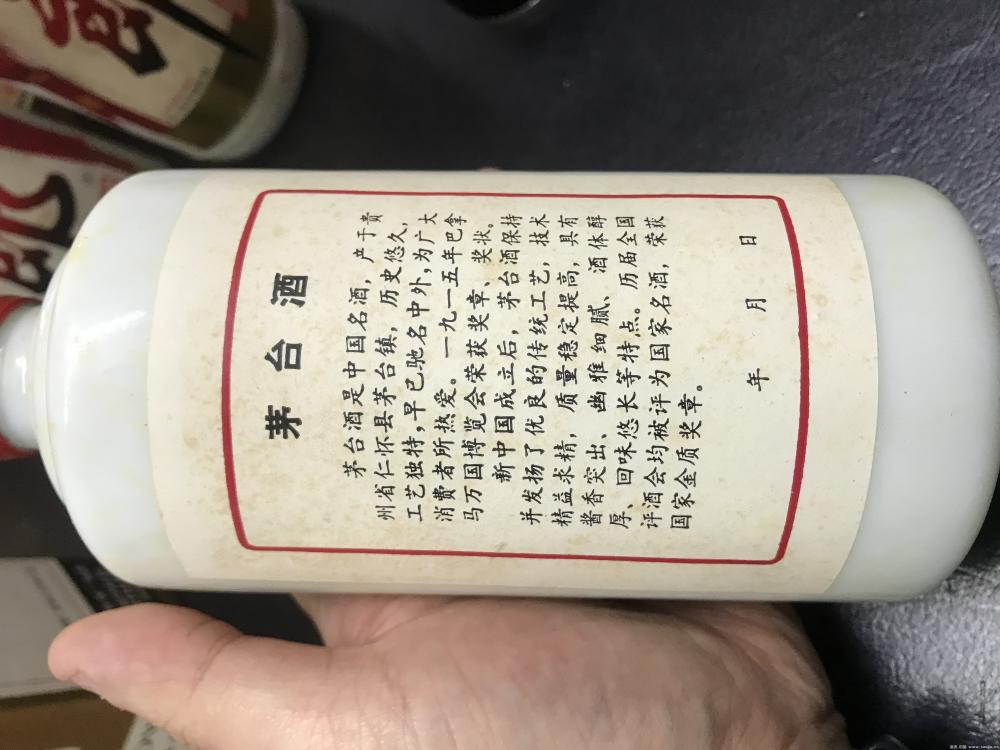 茅台酒
茅台酒是中国名酒，产于贵
州省仁怀县茅台镇，历史悠久，
工艺独特，早已驰名中外，为广大
消费者所热爱。一九一五年巴拿
马万国博览会荣获奖章、奖状。
新中国成立后，茅台酒保持
并发扬了优良的传统工艺，技术
精益求精，质量稳定提高，具有
酱香突出、幽雅细腻、酒体醇
厚、回味悠长等特点。历届全国
评酒会均被评为国家名酒，荣获
国家金质奖章。
年 月 日